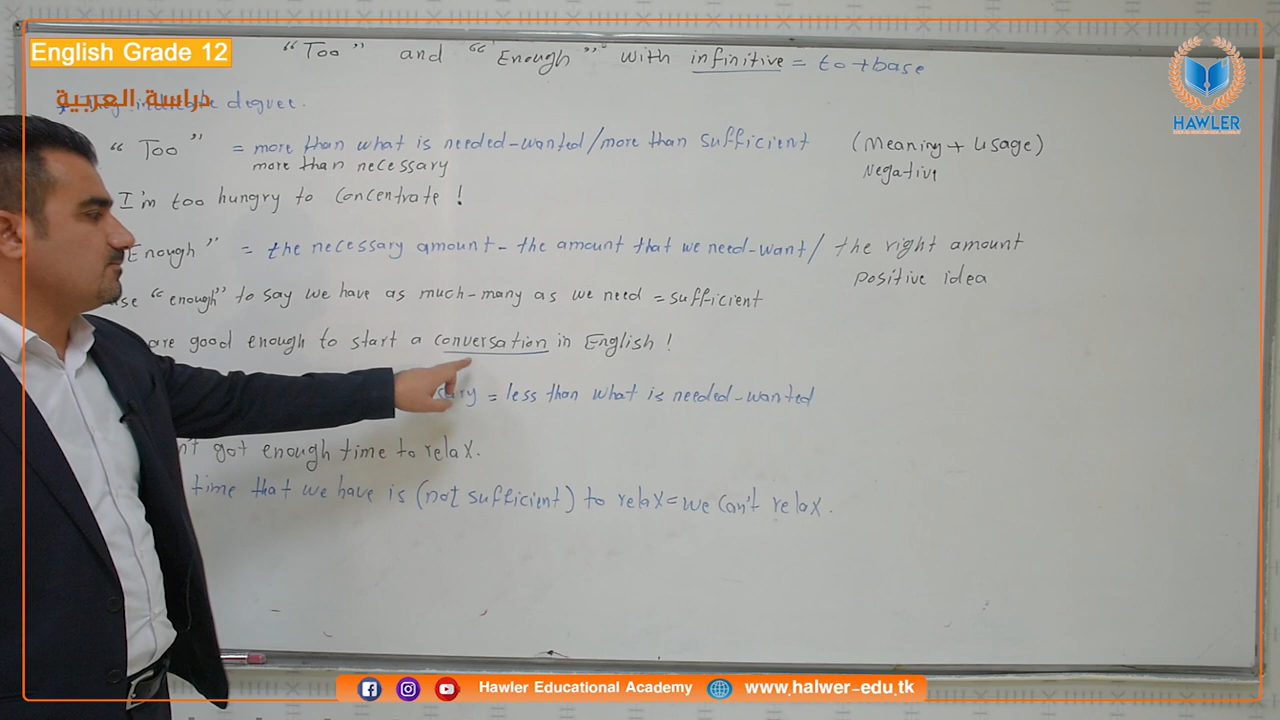 English Grade 12
دراسة العربية
"Too" and "Enough" with infinitive = to + base
degree.
"Too" = more than what is needed-wanted/more than sufficient (Meaning + Usage)
more than necessary Negative
I'm too hungry to concentrate!
Enough" = the necessary amount - the amount that we need-want/ the right amount
positive idea
"enough" to say we have as much-many as we need = sufficient
are good enough to start a conversation in English!
= less than what is needed-wanted
got enough time to relax.
time that we have is (not sufficient) to relax = we can't relax.
HAWLER
Hawler Educational Academy www.halwer-edu.tk